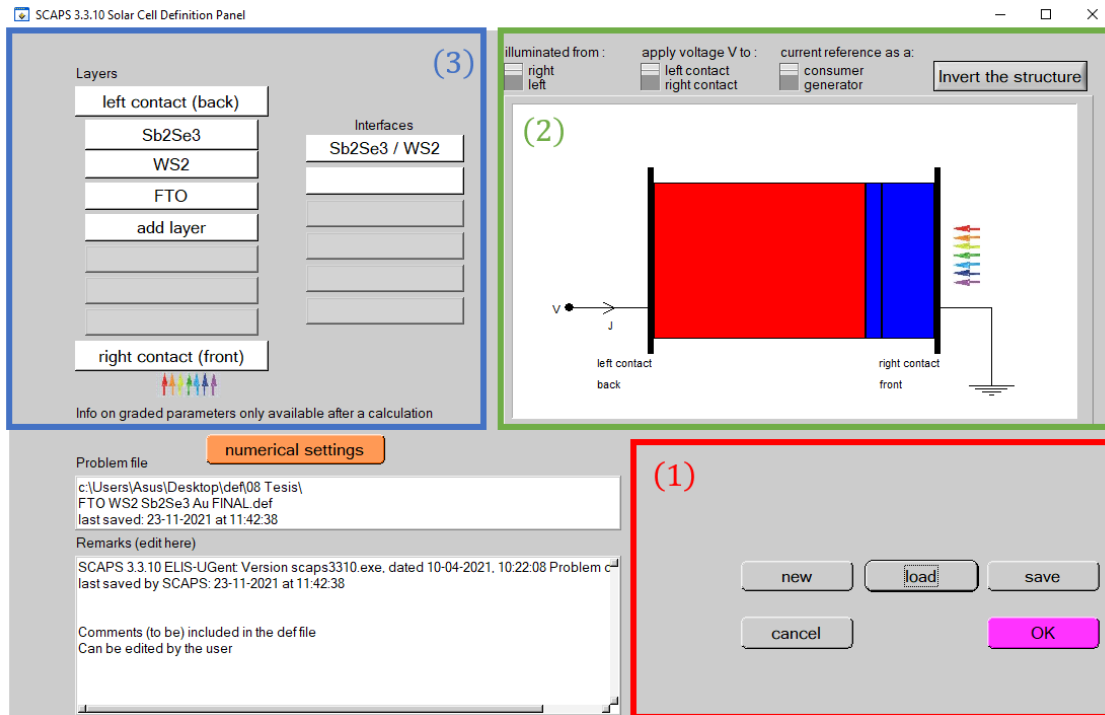 SCAPS 3.3.10 Solar Cell Definition Panel
(3)
Layers
left contact (back)
Sb2Se3
WS2
FTO
add layer
right contact (front)
Interfaces
Sb2Se3 / WS2
Info on graded parameters only available after a calculation
illuminated from :
right
left
apply voltage V to :
left contact
right contact
current reference as a:
consumer
generator
Invert the structure
(2)
V
J
left contact
back
right contact
front
numerical settings
Problem file
c:\Users\Asus\Desktop\def\08 Tesis\
FTO WS2 Sb2Se3 Au FINAL.def
last saved: 23-11-2021 at 11:42:38
Remarks (edit here)
SCAPS 3.3.10 ELIS-UGent: Version scaps3310.exe, dated 10-04-2021, 10:22:08 Problem
last saved by SCAPS: 23-11-2021 at 11:42:38
Comments (to be) included in the def file
Can be edited by the user
(1)
new
load
save
cancel
OK